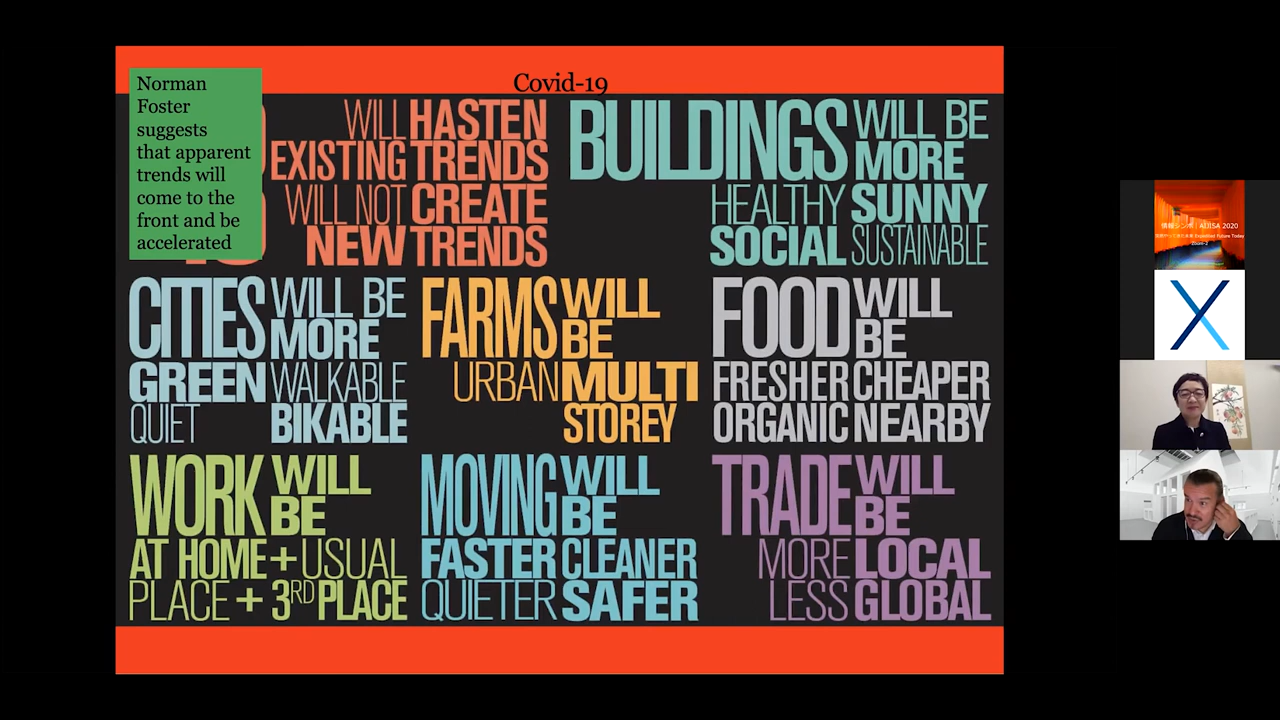 Covid-19
Norman
Foster
suggests
that apparent
trends will
come to the
front and be
accelerated
WILL HASTEN
EXISTING TRENDS
WILL NOT CREATE
NEW TRENDS
BUILDINGS WILL BE
MORE
HEALTHY SUNNY
SOCIAL SUSTAINABLE
CITIES WILL BE
MORE
GREEN WALKABLE
QUIET BIKABLE
FARMS WILL
BE
URBAN MULTI
STOREY
FOOD WILL
BE
FRESHER CHEAPER
ORGANIC NEARBY
WORK WILL
BE
AT HOME + USUAL
PLACE + 3RD PLACE
MOVING WILL
BE
FASTER CLEANER
QUIETER SAFER
TRADE WILL
BE
MORE LOCAL
LESS GLOBAL
X